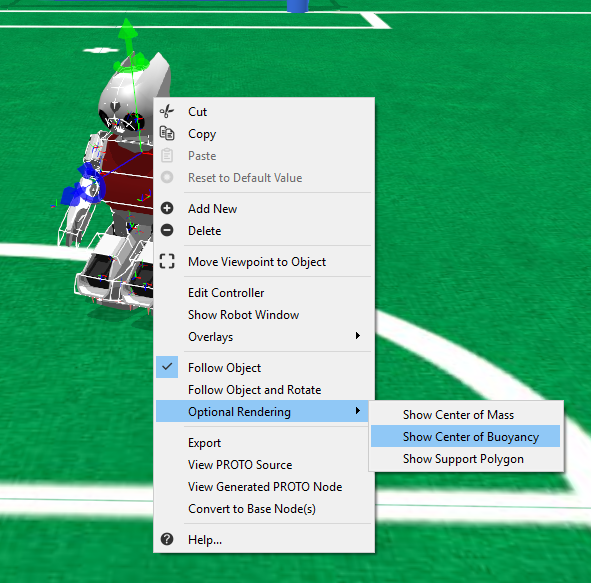 Cut
Copy
Paste
Reset to Default Value
Add New
Delete
Move Viewpoint to Object
Edit Controller
Show Robot Window
Overlays
Follow Object
Follow Object and Rotate
Optional Rendering
Show Center of Mass
Show Center of Buoyancy
Show Support Polygon
Export
View PROTO Source
View Generated PROTO Node
Convert to Base Node(s)
Help...